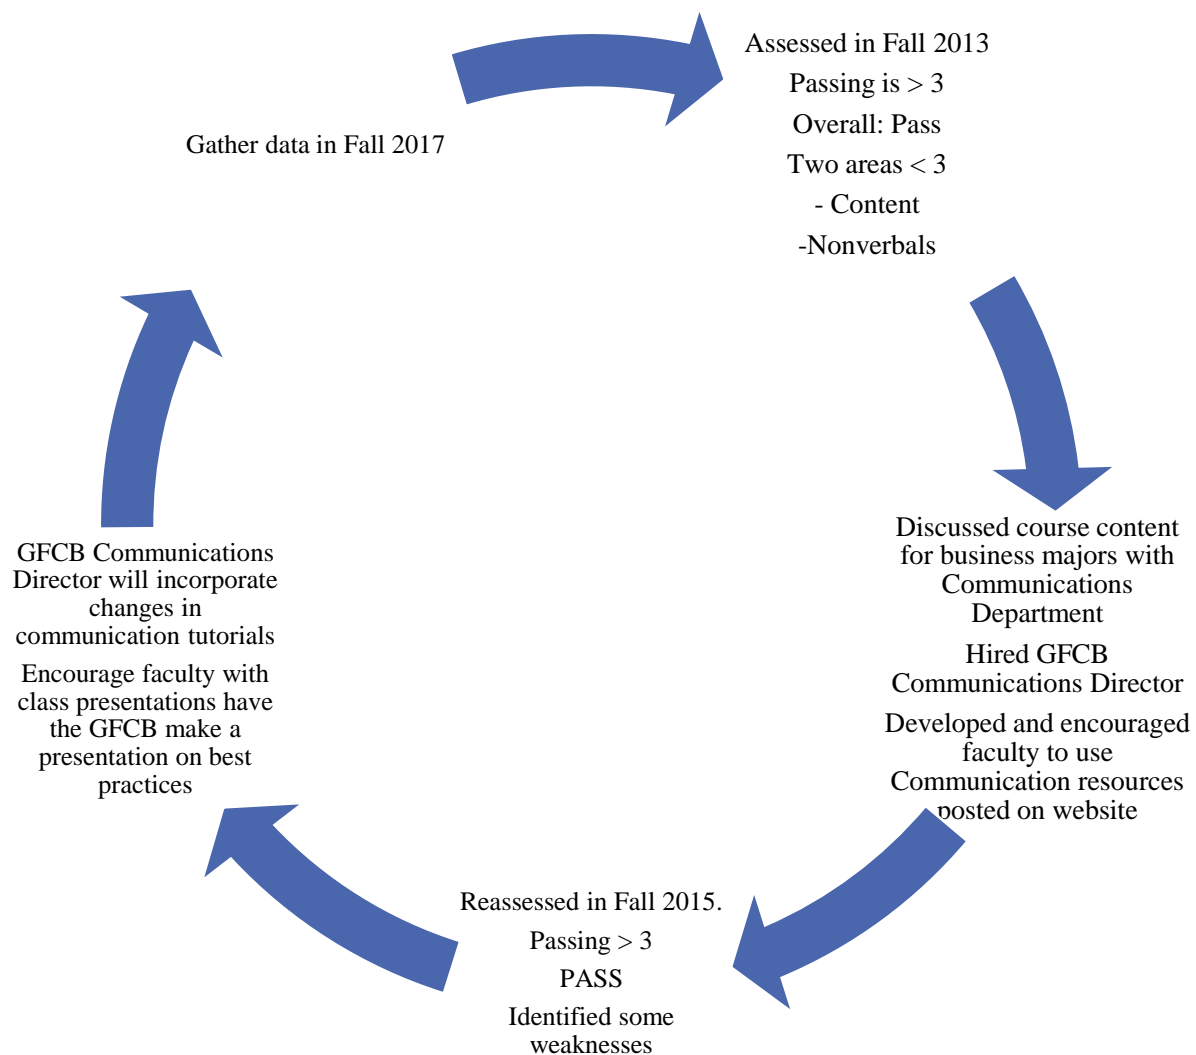 Assessed in Fall 2013
Passing is > 3
Overall: Pass
Two areas < 3
- Content
-Nonverbals
Discussed course content
for business majors with
Communications
Department
Hired GFCB
Communications Director
Developed and encouraged
faculty to use
Communication resources
posted on website
Reassessed in Fall 2015.
Passing > 3
PASS
Identified some
weaknesses
GFCB Communications
Director will incorporate
changes in
communication tutorials
Encourage faculty with
class presentations have
the GFCB make a
presentation on best
practices
Gather data in Fall 2017